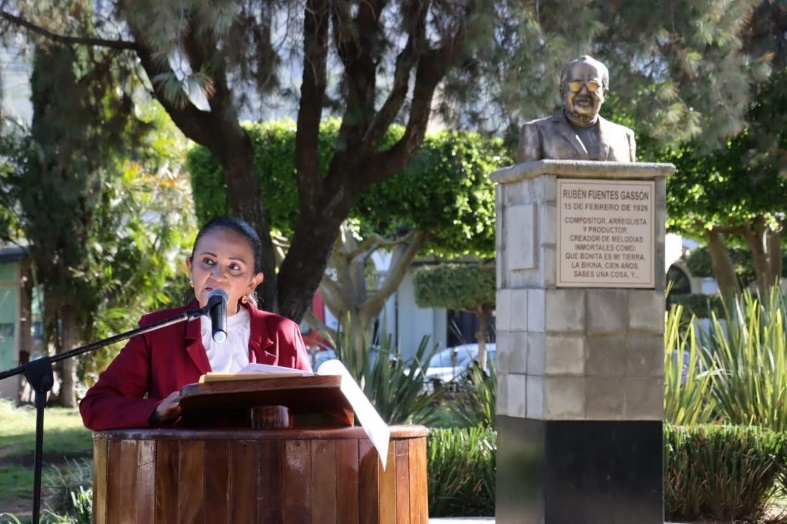 RUBÉN FUENTES GASSÓN
15 DE FEBRERO DE 1926
COMPOSITOR, ARREGLISTA
Y PRODUCTOR
CREADOR DE MELODÍAS
INMORTALES COMO:
QUE BONITA ES MI TIERRA,
LA BIKINA, CIEN AÑOS,
SABES UNA COSA, Y...